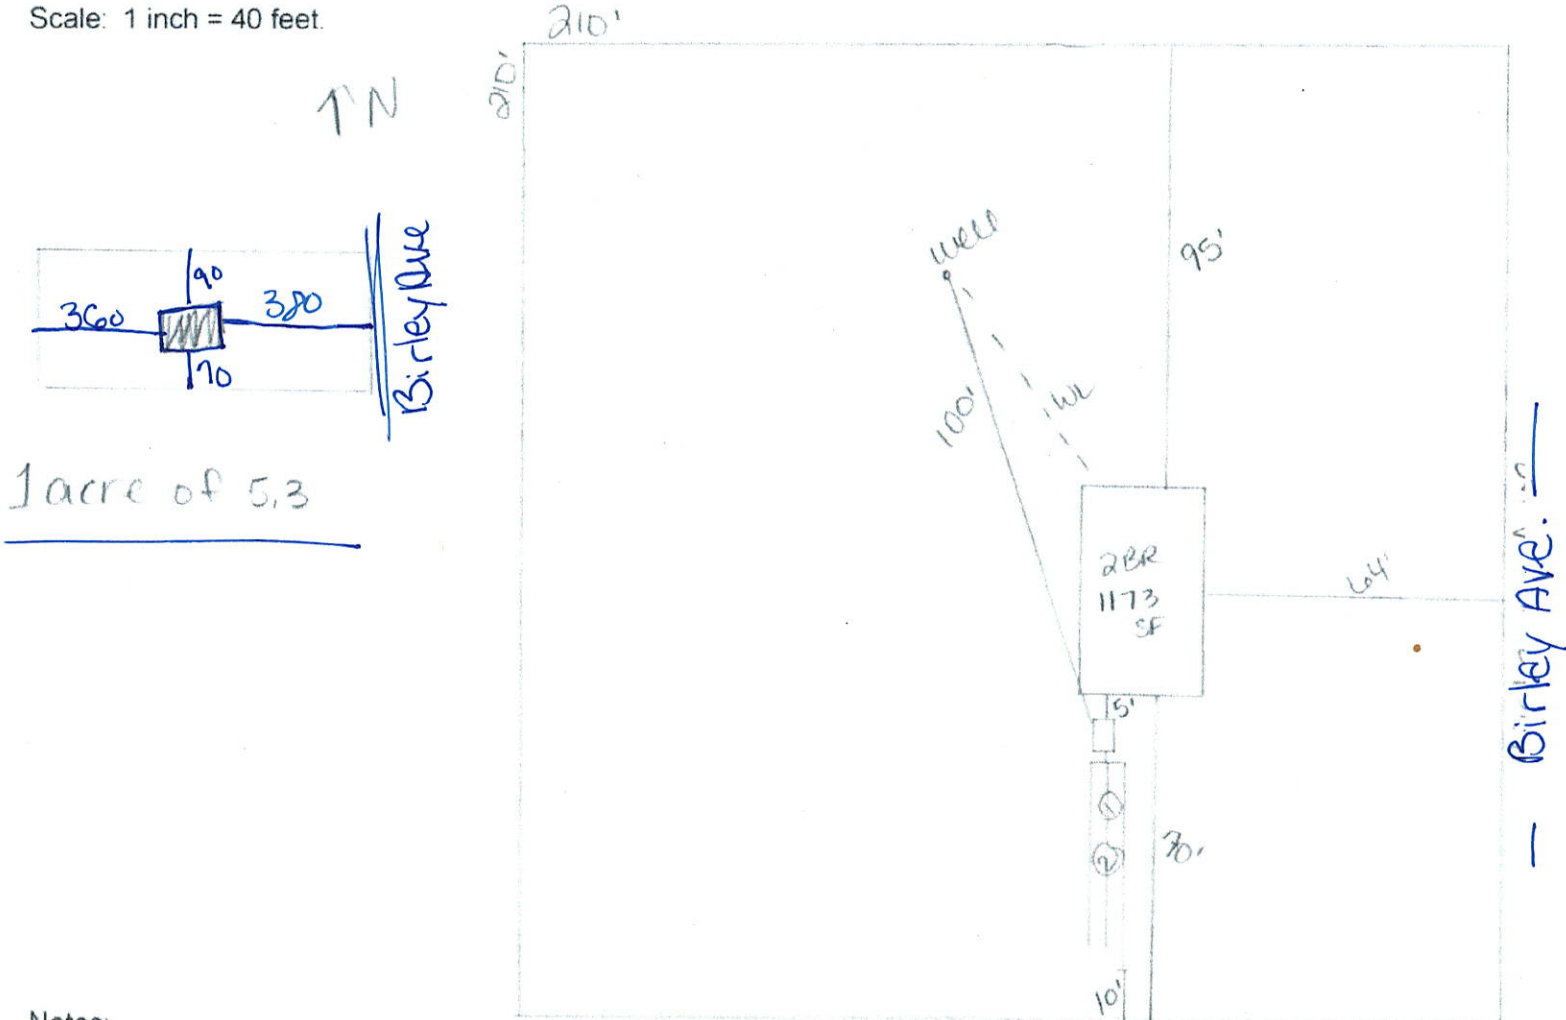 Scale: 1 inch = 40 feet.
210'
210'
↑N
Well
95'
90
360
380
70
Birley Ave
100'
WL
1 acre of 5.3
2BR
1173
SF
64'
Birley Ave.
5'
1
2
70'
10'
Notes: